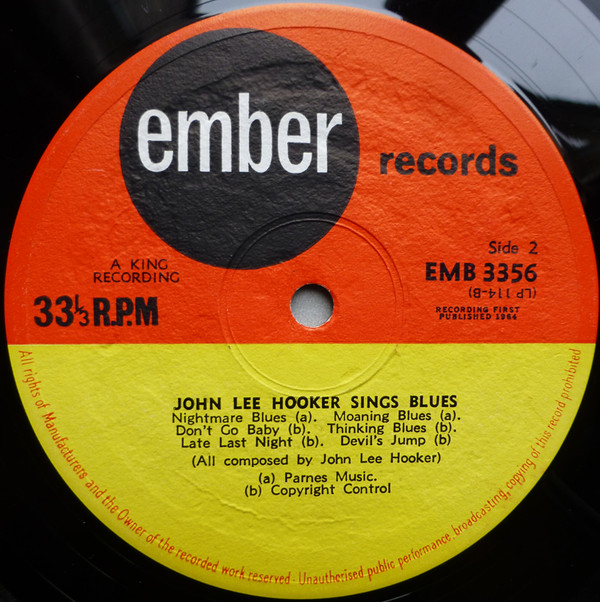 ember
records
Side 2
EMB 3356
(LP 114-B)
RECORDING FIRST
PUBLISHED 1964
A KING
RECORDING
33⅓ R.P.M
JOHN LEE HOOKER SINGS BLUES
Nightmare Blues (a). Moaning Blues (a).
Don't Go Baby (b). Thinking Blues (b).
Late Last Night (b). Devil's Jump (b)
(All composed by John Lee Hooker)
(a) Parnes Music.
(b) Copyright Control
All rights of Manufacturers and the Owner of the recorded work reserved · Unauthorised public performance, broadcasting, copying of this record prohibited